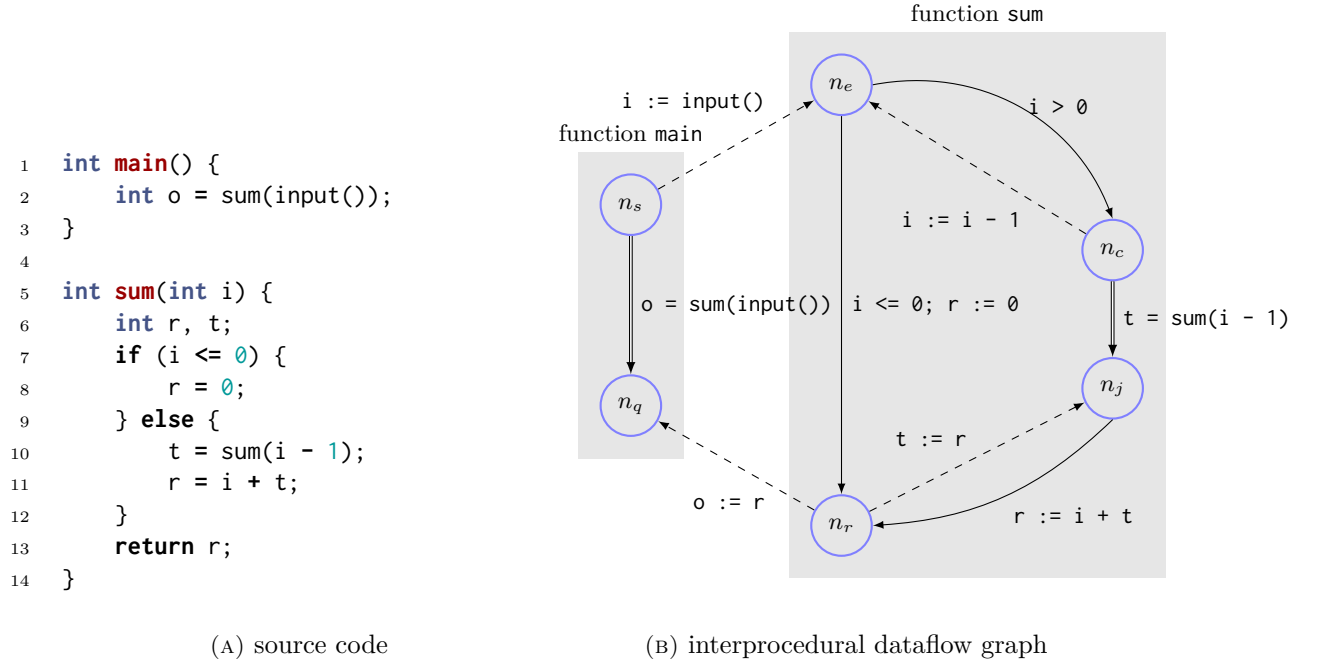 1 int main() {
2 int o = sum(input());
3 }
4
5 int sum(int i) {
6 int r, t;
7 if (i <= 0) {
8 r = 0;
9 } else {
10 t = sum(i - 1);
11 r = i + t;
12 }
13 return r;
14 }
(A) source code
function sum
n_e
i := input()
i > 0
function main
n_s
i := i - 1
n_c
o = sum(input())
i <= 0; r := 0
t = sum(i - 1)
n_q
n_j
t := r
o := r
n_r
r := i + t
(B) interprocedural dataflow graph